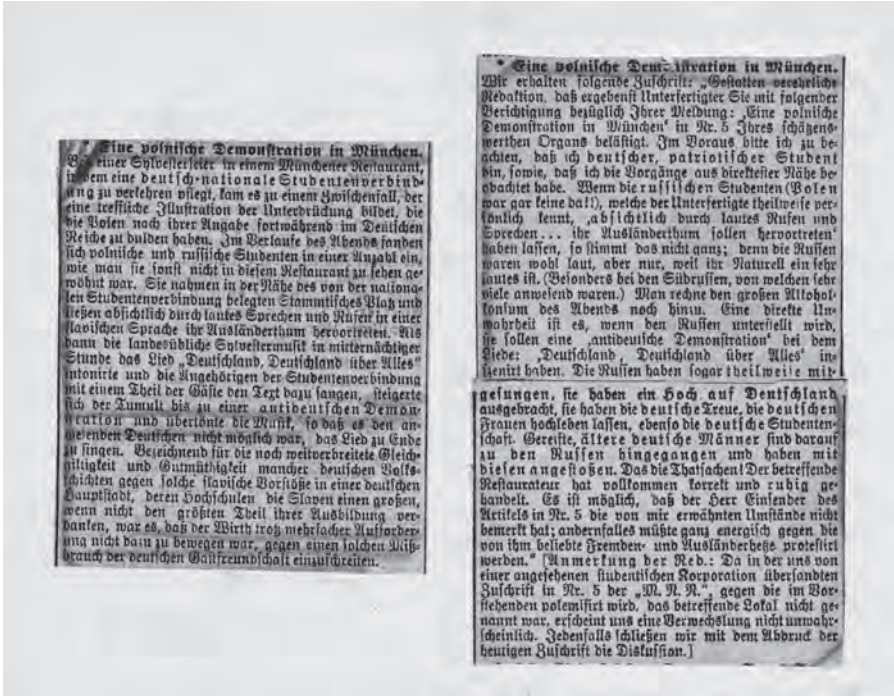 * Eine polnische Demonstration in München.
Bei einer Sylvesterfeier in einem Münchener Restaurant,
in dem eine deutsch-nationale Studentenverbind-
ung zu verkehren pflegt, kam es zu einem Zwischenfall, der
eine treffliche Illustration der Unterdrückung bildet, die
die Polen nach ihrer Angabe fortwährend im Deutschen
Reiche zu dulden haben. Im Verlaufe des Abends fanden
sich polnische und russische Studenten in einer Anzahl ein,
wie man sie sonst nicht in diesem Restaurant zu sehen ge-
wöhnt war. Sie nahmen in der Nähe des von der nationa-
len Studentenverbindung belegten Stammtisches Platz und
ließen absichtlich durch lautes Sprechen und Rufen in einer
slavischen Sprache ihr Ausländerthum hervortreten. Als
dann die landesübliche Sylvestermusik in mitternächtiger
Stunde das Lied „Deutschland, Deutschland über Alles"
intonirte und die Angehörigen der Studentenverbindung
mit einem Theil der Gäste den Text dazu sangen, steigerte
sich der Tumult bis zu einer antideutschen Demon-
stration und übertönte die Musik, so daß es den an-
wesenden Deutschen nicht möglich war, das Lied zu Ende
zu singen. Bezeichnend für die noch weitverbreitete Gleich-
giltigkeit und Gutmüthigkeit mancher deutschen Volks-
schichten gegen solche slavische Vorstöße in einer deutschen
Hauptstadt, deren Hochschulen die Slaven einen großen,
wenn nicht den größten Theil ihrer Ausbildung ver-
danken, war es, daß der Wirth trotz mehrfacher Aufforder-
ung nicht dazu zu bewegen war, gegen einen solchen Miß-
brauch der deutschen Gastfreundschaft einzuschreiten.
* Eine polnische Demonstration in München.
Wir erhalten folgende Zuschrift: „Gestatten verehrliche
Redaktion, daß ergebenst Unterfertigter Sie mit folgender
Berichtigung bezüglich Ihrer Meldung: ‚Eine polnische
Demonstration in München' in Nr. 5 Ihres schätzens-
werthen Organs belästigt. Im Voraus bitte ich zu be-
achten, daß ich deutscher, patriotischer Student
bin, sowie, daß ich die Vorgänge aus direktester Nähe be-
obachtet habe. Wenn die russischen Studenten (Polen
war gar keine da!!), welche der Unterfertigte theilweise per-
sönlich kennt, ‚absichtlich durch lautes Rufen und
Sprechen... ihr Ausländerthum sollen hervortreten'
haben lassen, so stimmt das nicht ganz; denn die Russen
waren wohl laut, aber nur, weil ihr Naturell ein sehr
lautes ist. (Besonders bei den Südrussen, von welchen sehr
viele anwesend waren.) Man rechne den großen Alkohol-
konsum des Abends noch hinzu. Eine direkte Un-
wahrheit ist es, wenn den Russen unterstellt wird,
sie sollen eine ‚antideutsche Demonstration' bei dem
Liede: ‚Deutschland, Deutschland über Alles' in-
szenirt haben. Die Russen haben sogar theilweise mit-
gesungen, sie haben ein Hoch auf Deutschland
ausgebracht, sie haben die deutsche Treue, die deutschen
Frauen hochleben lassen, ebenso die deutsche Studenten-
schaft. Gereifte, ältere deutsche Männer sind darauf
zu den Russen hingegangen und haben mit
diesen angestoßen. Das die Thatsachen! Der betreffende
Restaurateur hat vollkommen korrekt und ruhig ge-
handelt. Es ist möglich, daß der Herr Einsender des
Artikels in Nr. 5 die von mir erwähnten Umstände nicht
bemerkt hat; andernfalles müßte ganz energisch gegen die
von ihm beliebte Fremden- und Ausländerhetze protestirt
werden." [Anmerkung der Red.: Da in der uns von
einer angesehenen studentischen Korporation übersandten
Zuschrift in Nr. 5 der „M. N. N.", gegen die im Vor-
stehenden polemisirt wird, das betreffende Lokal nicht ge-
nannt war, erscheint uns eine Verwechslung nicht unwahr-
scheinlich. Jedenfalls schließen wir mit dem Abdruck der
heutigen Zuschrift die Diskussion.]